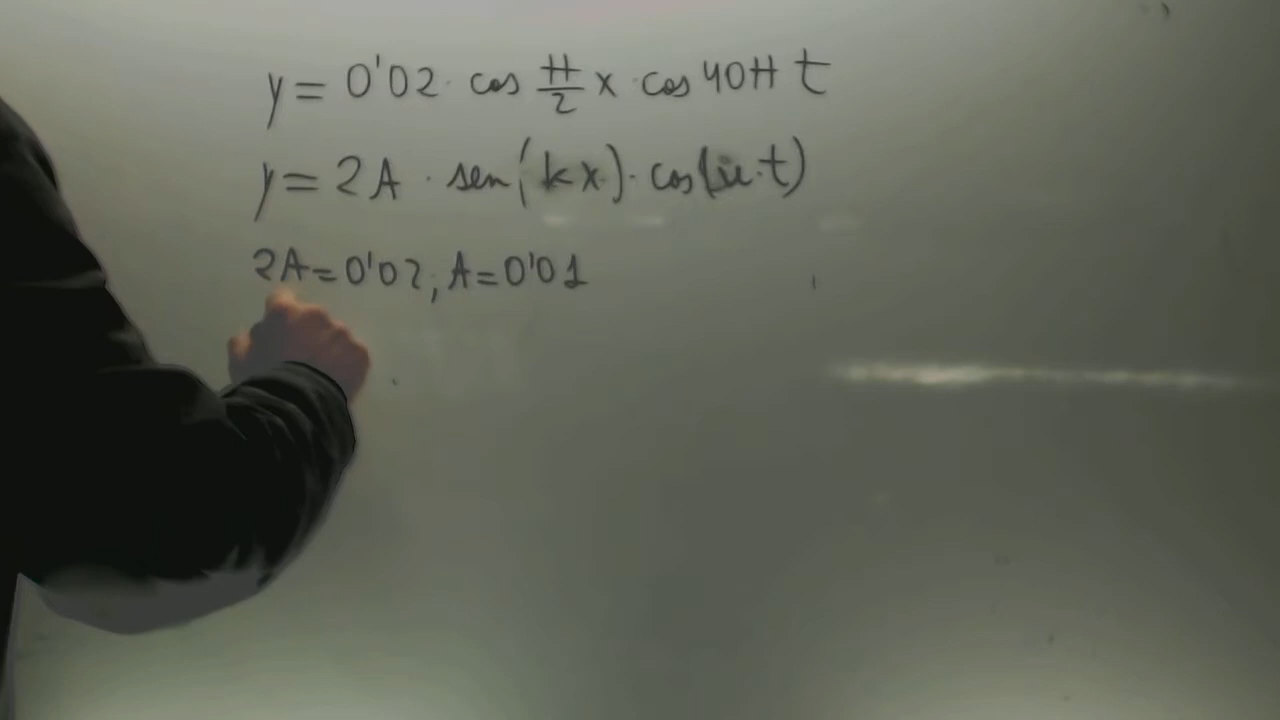 y = 0'02 · cos π/2 x · cos 40π t
y = 2A · sen(kx) · cos(w·t)
2A = 0'02, A = 0'01